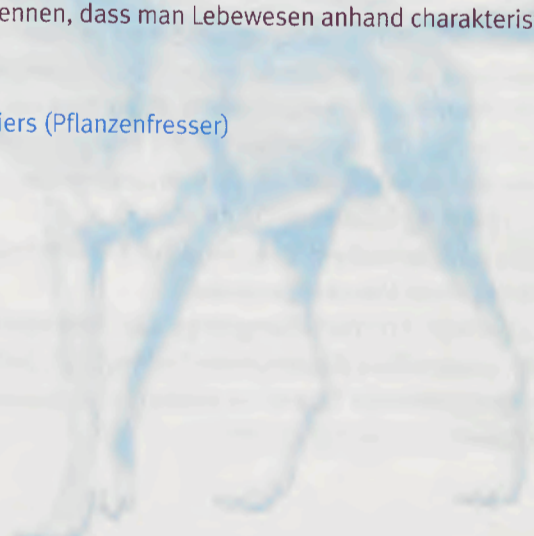 ennen, dass man Lebewesen anhand charakteris
iers (Pflanzenfresser)